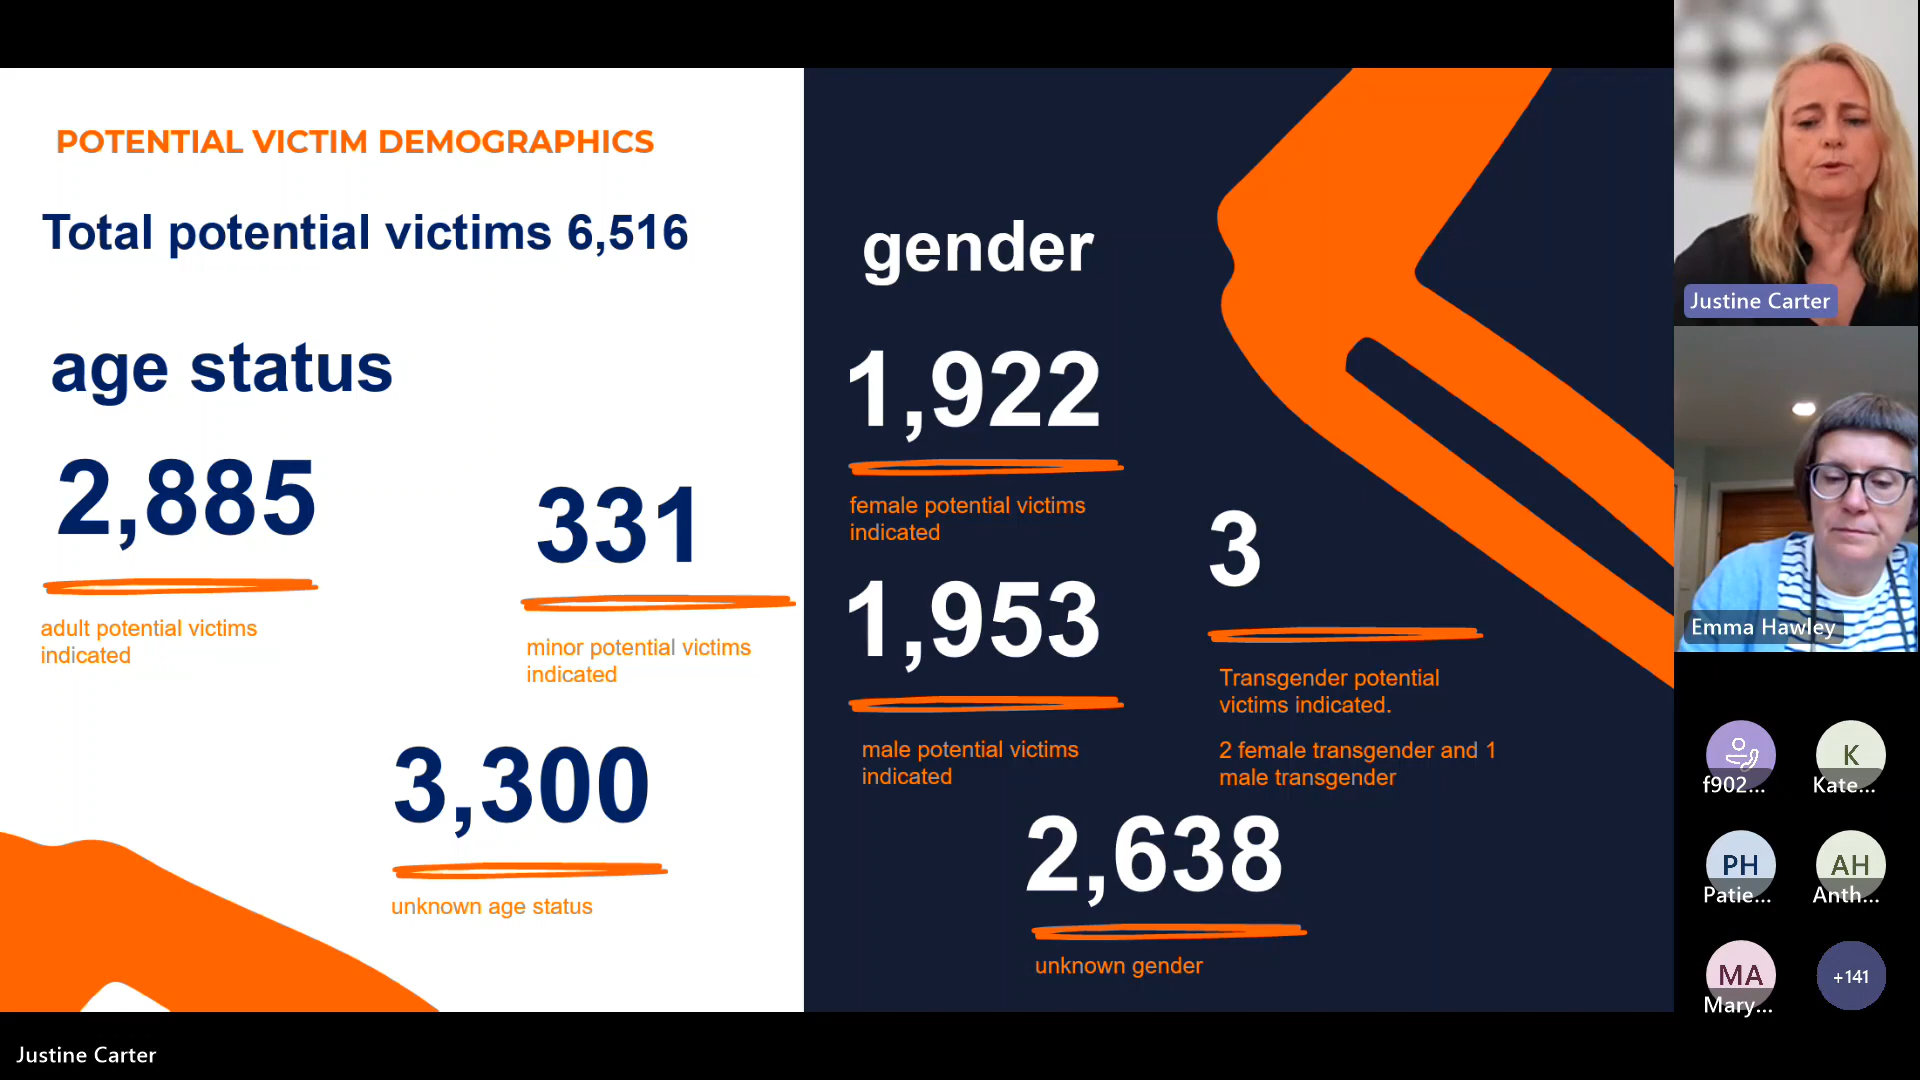 POTENTIAL VICTIM DEMOGRAPHICS
Total potential victims 6,516
age status
2,885
adult potential victims
indicated
331
minor potential victims
indicated
3,300
unknown age status
gender
1,922
female potential victims
indicated
1,953
male potential victims
indicated
3
Transgender potential
victims indicated.
2 female transgender and 1
male transgender
2,638
unknown gender
Justine Carter
Emma Hawley
f902...
K
Kate...
PH
Patie...
AH
Anth...
MA
Mary...
+141
Justine Carter